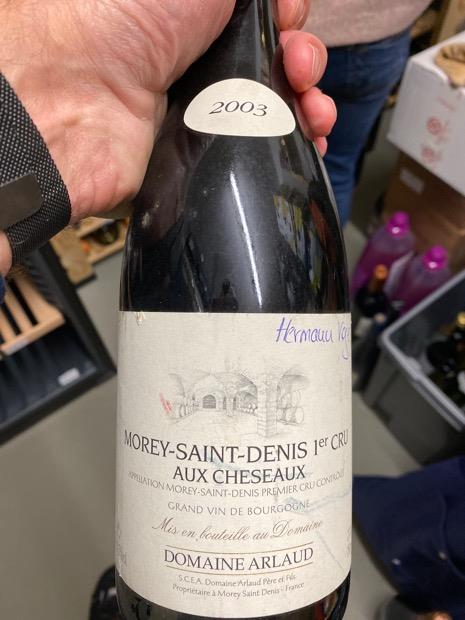 2003
Hermann
MOREY-SAINT-DENIS 1er CRU
AUX CHESEAUX
APPELLATION MOREY-SAINT-DENIS PREMIER CRU CONTRÔLÉE
GRAND VIN DE BOURGOGNE
Mis en bouteille au Domaine
DOMAINE ARLAUD
S.C.E.A. Domaine Arlaud Père et Fils
Propriétaire à Morey Saint Denis - France